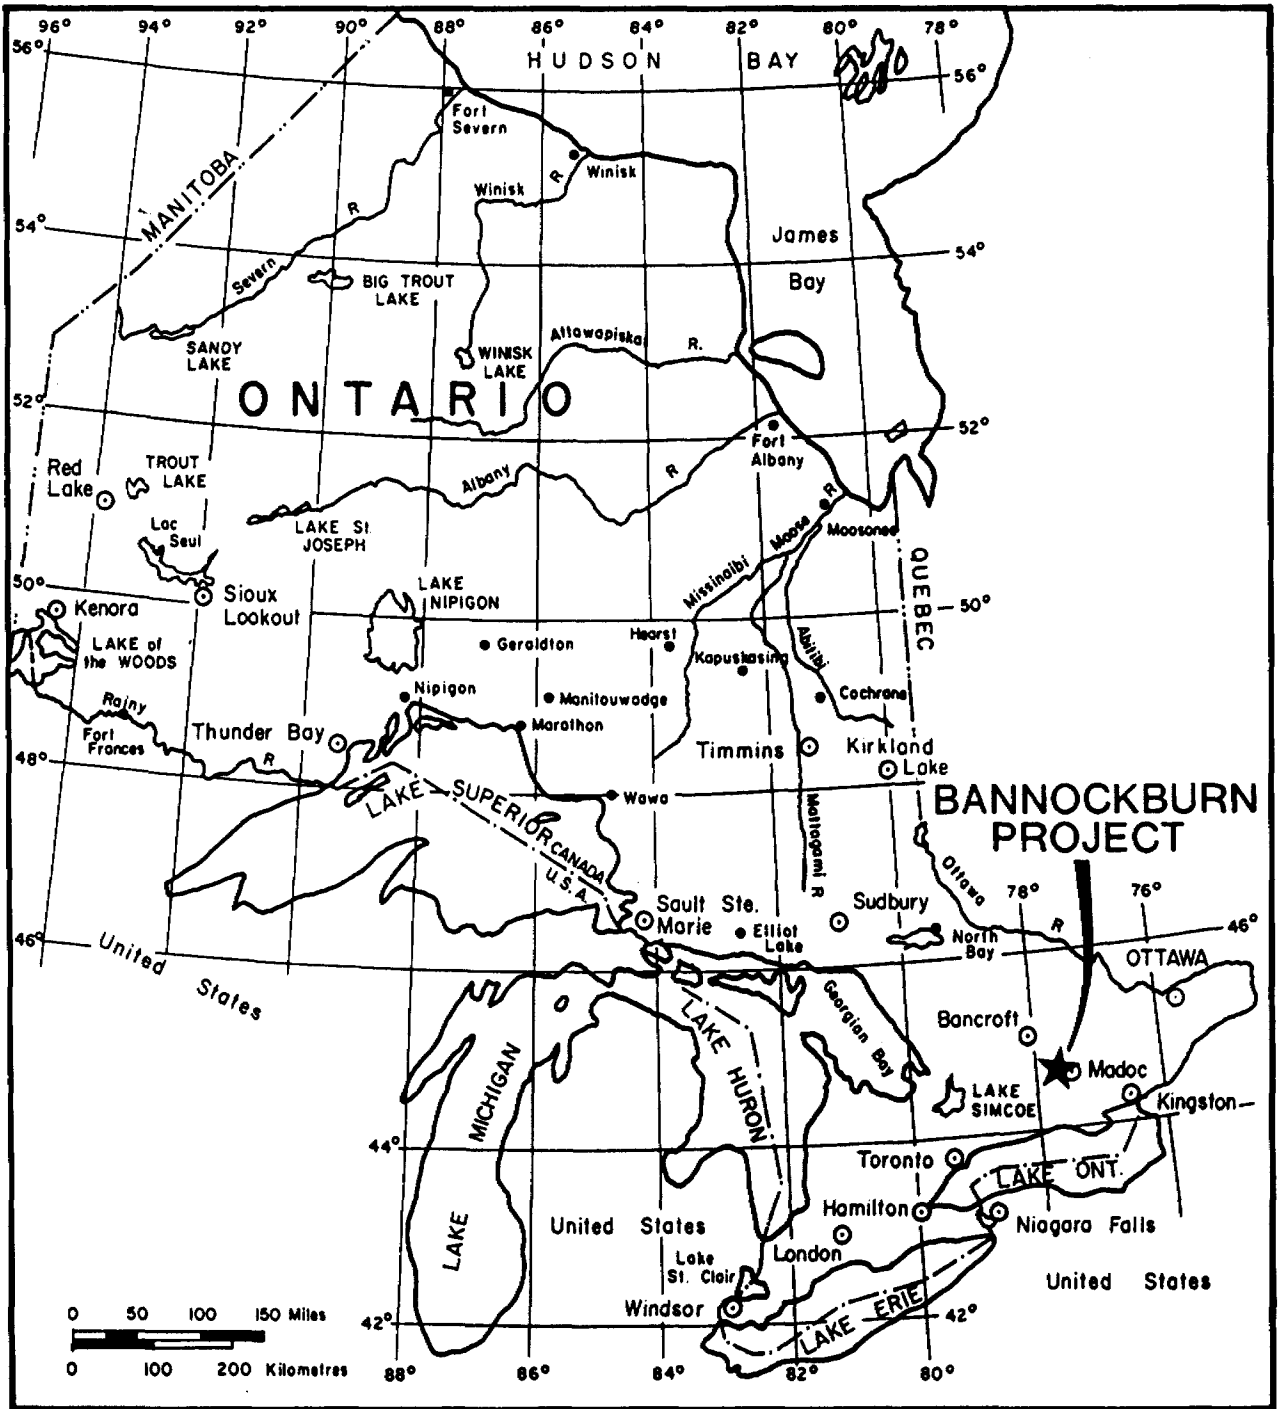 96° 94° 92° 90° 88° 86° 84° 82° 80° 78°
56°
HUDSON BAY
56°
Fort
Severn
Winisk
MANITOBA
Winisk R
R
54°
James
Bay
54°
Severn
BIG TROUT
LAKE
SANDY
LAKE
WINISK
LAKE
Attawapiskat R.
ONTARIO
52°
52°
Fort
Albany
Red
Lake
TROUT
LAKE
Albany R
Lac
Seul
LAKE St.
JOSEPH
Moose R
Moosonee
QUEBEC
50°
Missinaibi
LAKE
NIPIGON
50°
Kenora
Sioux
Lookout
LAKE of
the WOODS
Geraldton
Hearst
Kapuskasing
Abitibi
Nipigon
Manitouwadge
Cochrane
Rainy R
Fort
Frances
Thunder Bay
Marathon
Timmins
Kirkland
Lake
48°
LAKE SUPERIOR
Wawa
Mattagami R
BANNOCKBURN
PROJECT
CANADA
U.S.A.
Ottawa R
78° 76°
Sault Ste.
Marie
Elliot
Lake
Sudbury
North
Bay
46°
46°
OTTAWA
United States
Georgian Bay
Bancroft
LAKE HURON
LAKE MICHIGAN
Madoc
LAKE
SIMCOE
Kingston
44°
Toronto
LAKE ONT.
Hamilton
Niagara Falls
United States
London
Lake
St. Clair
United States
Windsor
LAKE ERIE
42°
42°
0 50 100 150 Miles
0 100 200 Kilometres
88° 86° 84° 82° 80°